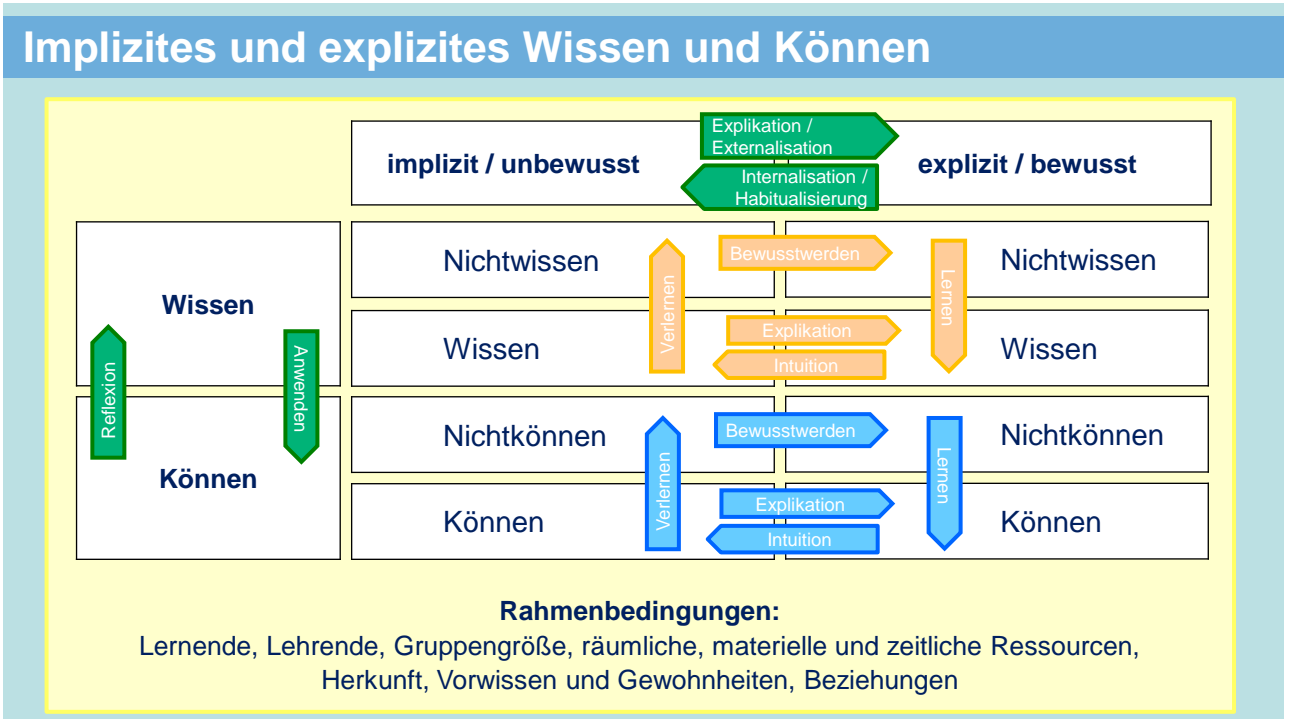 Implizites und explizites Wissen und Können
implizit / unbewusst
Explikation /
Externalisation
Internalisation /
Habitualisierung
explizit / bewusst
Wissen
Reflexion
Anwenden
Können
Nichtwissen
Verlernen
Bewusstwerden
Lernen
Nichtwissen
Wissen
Explikation
Intuition
Wissen
Nichtkönnen
Verlernen
Bewusstwerden
Lernen
Nichtkönnen
Können
Explikation
Intuition
Können
Rahmenbedingungen:
Lernende, Lehrende, Gruppengröße, räumliche, materielle und zeitliche Ressourcen,
Herkunft, Vorwissen und Gewohnheiten, Beziehungen